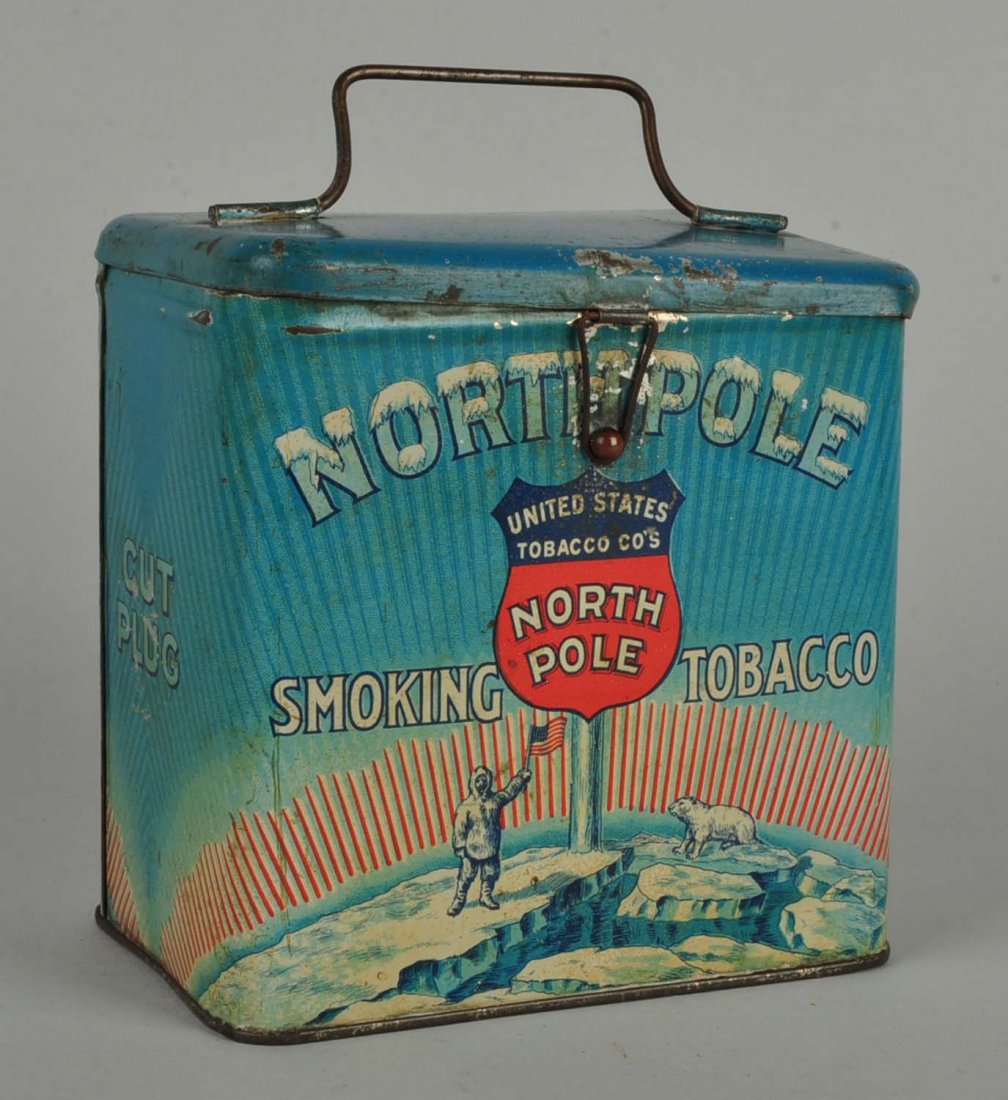 NORTH POLE
UNITED STATES
TOBACCO CO'S
NORTH
POLE
SMOKING TOBACCO
CUT
PLUG